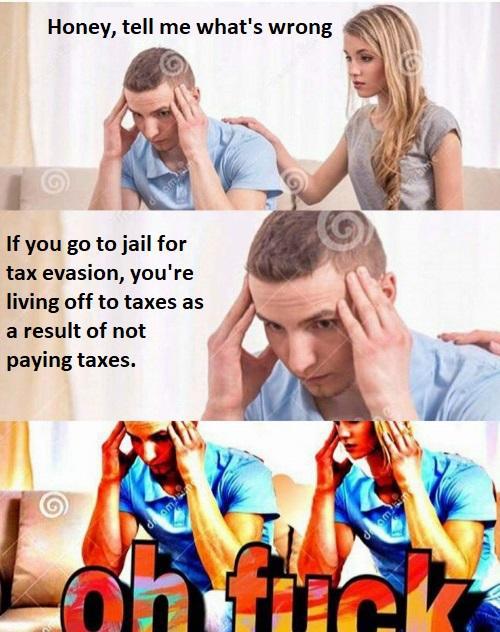 Honey, tell me what's wrong
If you go to jail for
tax evasion, you're
living off to taxes as
a result of not
paying taxes.
oh fuck